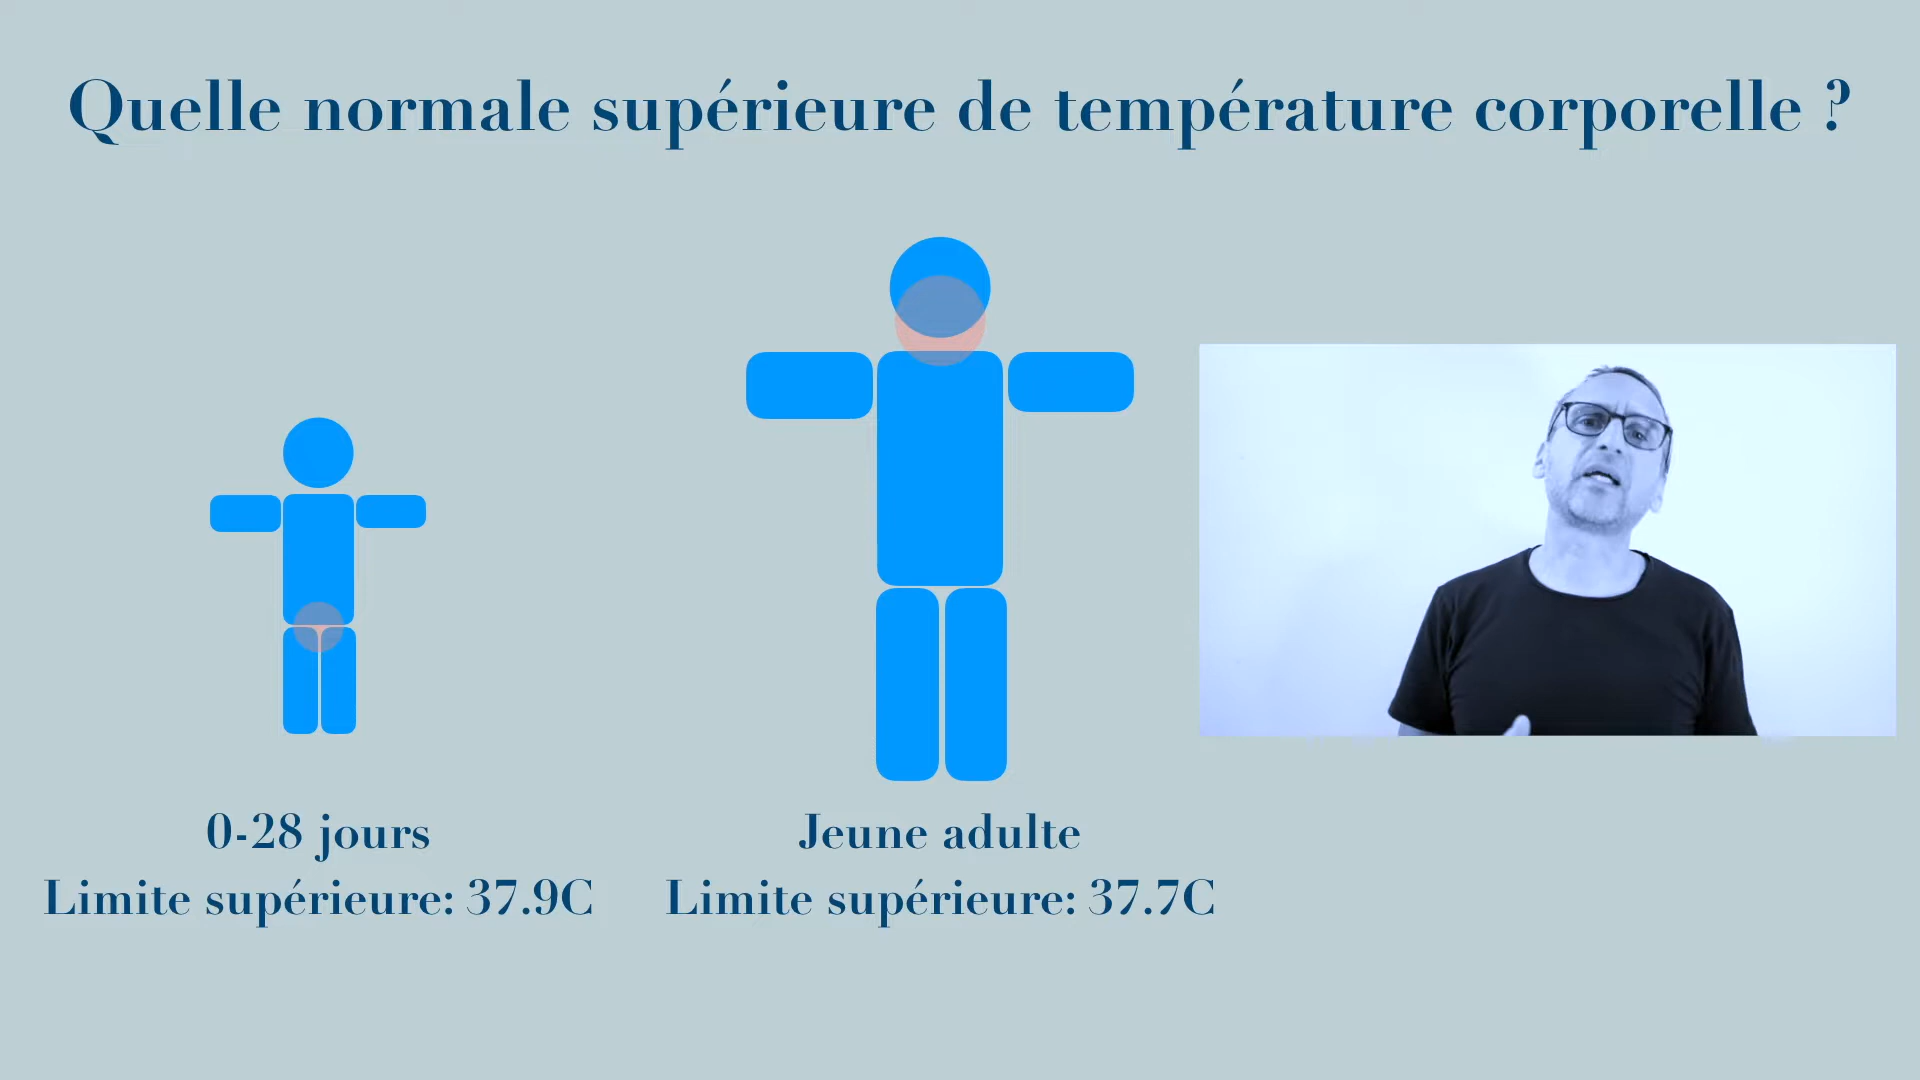 Quelle normale supérieure de température corporelle ?
0-28 jours
Limite supérieure: 37.9C
Jeune adulte
Limite supérieure: 37.7C